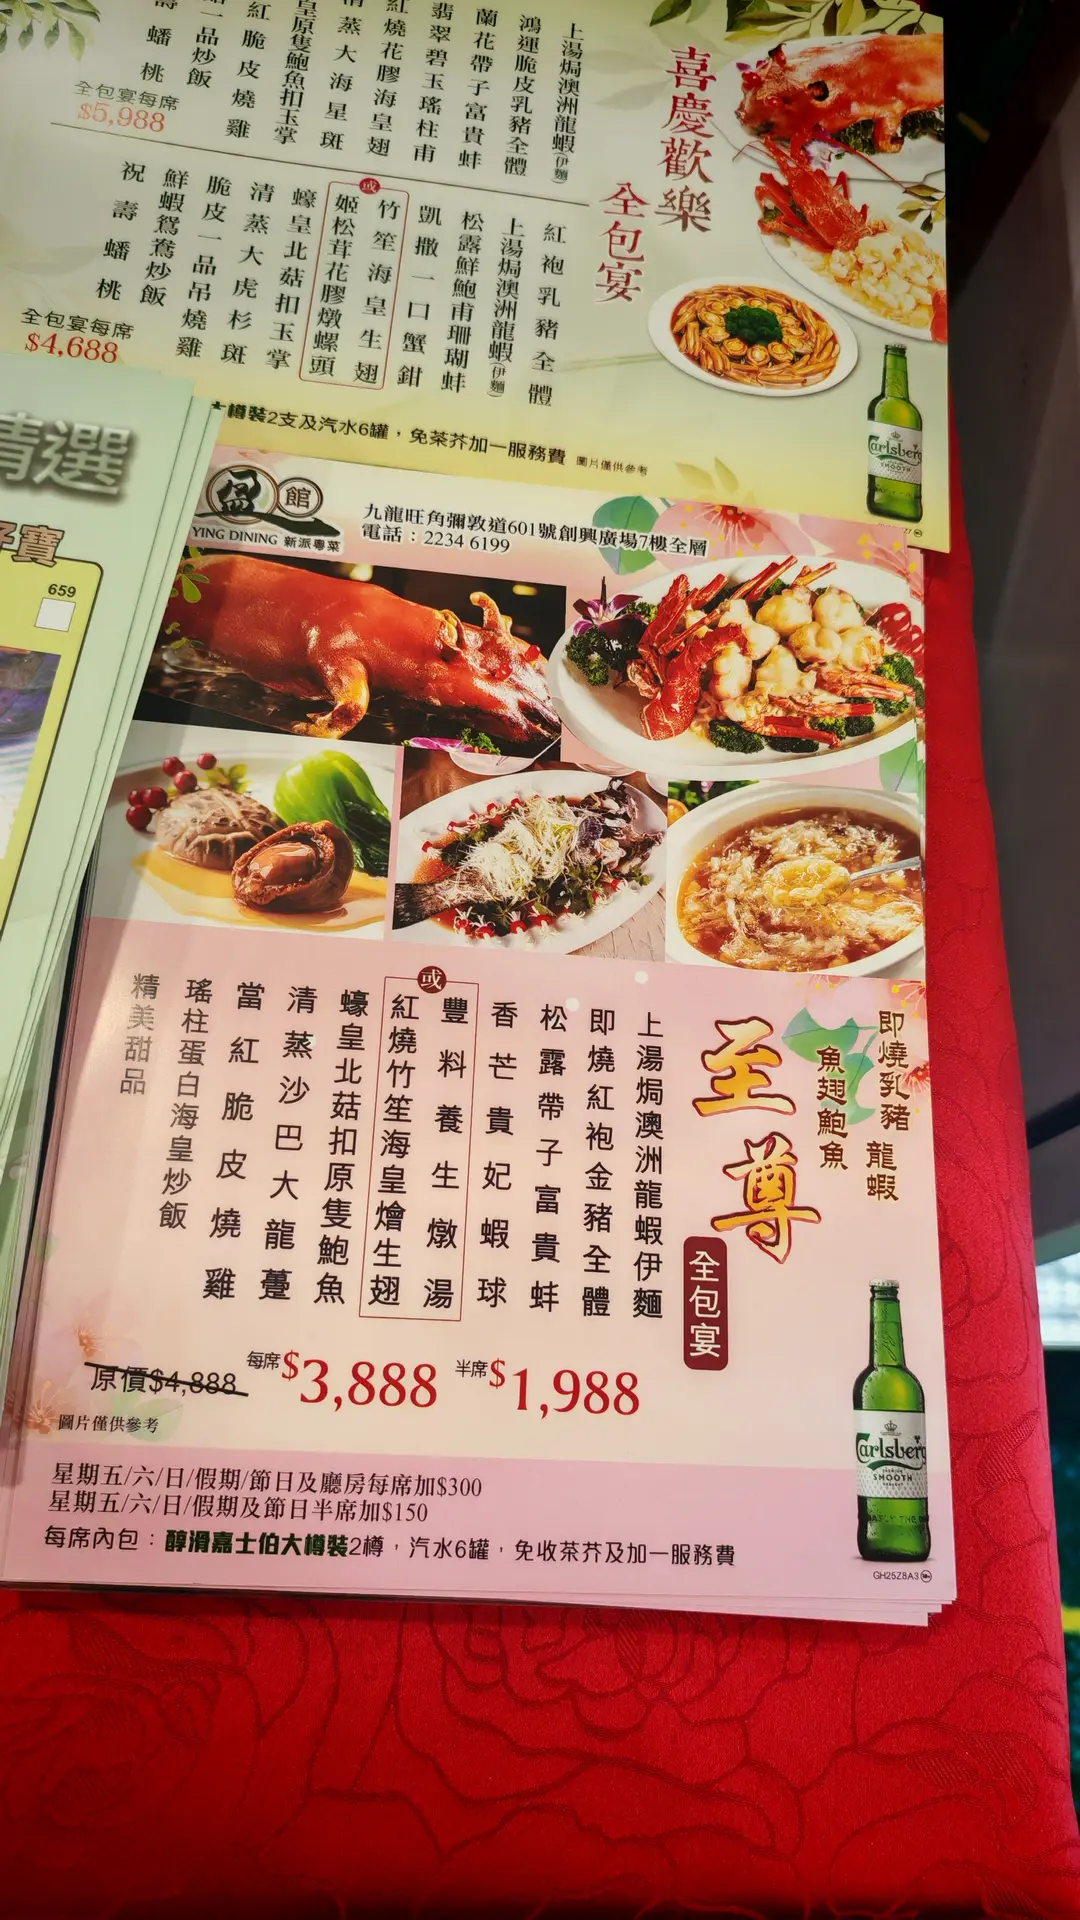 喜慶歡樂
全包宴
上湯焗澳洲龍蝦(伊麵)
鴻運脆皮乳豬全體
蘭花帶子富貴蚌
翡翠碧玉瑤柱甫
紅燒花膠海皇翅
清蒸大海星斑
皇原隻鮑魚扣玉掌
紅脆皮燒雞
一品炒飯
壽蟠桃
全包宴每席
$5,988
紅袍乳豬全體
上湯焗澳洲龍蝦(伊麵)
松露鮮鮑甫珊瑚蚌
凱撒一口蟹鉗
竹笙海皇生翅
或
姬松茸花膠燉螺頭
蠔皇北菇扣玉掌
清蒸大虎杉斑
脆皮一品吊燒雞
鮮蝦鴛鴦炒飯
祝壽蟠桃
全包宴每席
$4,688
士樽裝2支及汽水6罐，免茶芥加一服務費
圖片僅供參考
Carlsberg
SMOOTH
精選
寶
659
盈館
YING DINING 新派粵菜
九龍旺角彌敦道601號創興廣場7樓全層
電話：2234 6199
即燒乳豬 龍蝦
魚翅鮑魚
至尊
全包宴
上湯焗澳洲龍蝦伊麵
即燒紅袍金豬全體
松露帶子富貴蚌
香芒貴妃蝦球
豐料養生燉湯
或
紅燒竹笙海皇燴生翅
蠔皇北菇扣原隻鮑魚
清蒸沙巴大龍躉
當紅脆皮燒雞
瑤柱蛋白海皇炒飯
精美甜品
原價$4,888
每席$3,888
半席$1,988
圖片僅供參考
星期五/六/日/假期/節日及廳房每席加$300
星期五/六/日/假期及節日半席加$150
每席內包：醇滑嘉士伯大樽裝2樽，汽水6罐，免收茶芥及加一服務費
Carlsberg
SMOOTH
GH25Z8A3